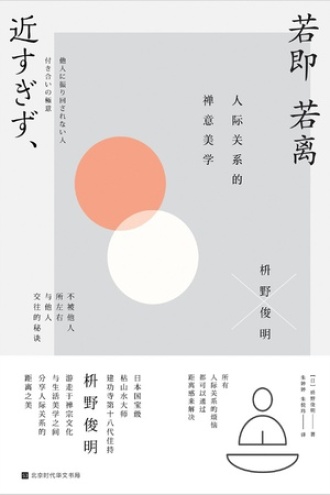 若即 若离
人际关系的
禅意美学
枡野俊明
近すぎず、
他人に振り回されない人
付き合いの極意
不被他人
所左右
与他人
交往的秘诀
所有
人际关系的烦恼
都可以通过
距离感来解决
日本国宝级
枯山水大师
建功寺第十八代住持
枡野俊明
游走于禅宗文化
与生活美学之间
分享人际关系的
距离之美
[日] 枡野俊明 著
北京时代华文书局